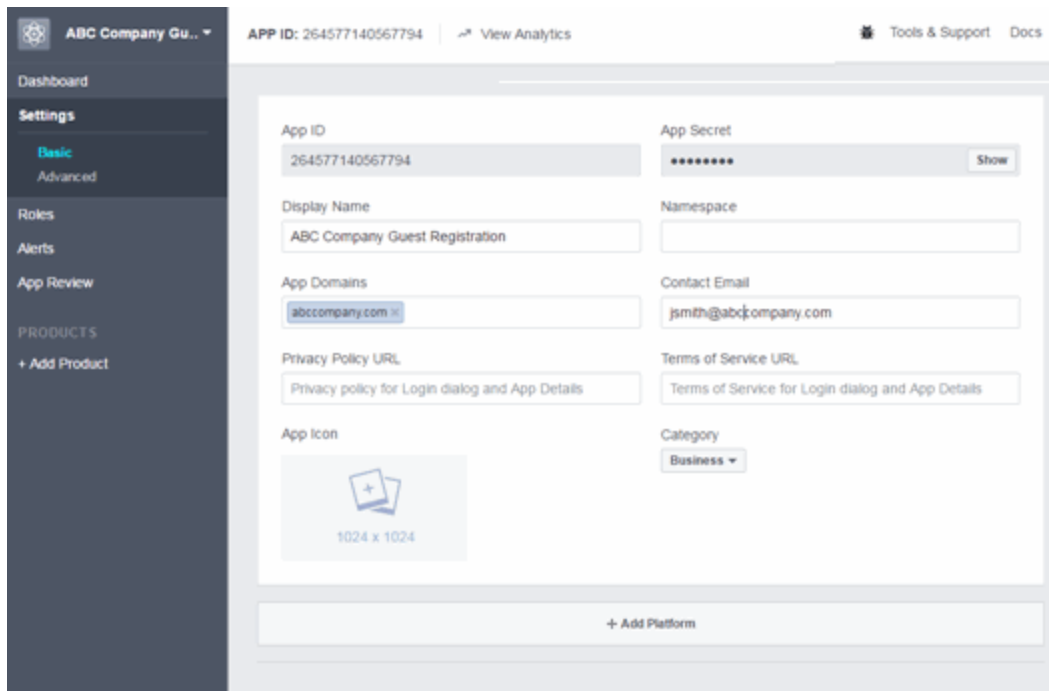 ABC Company Gu..
APP ID: 264577140567794 View Analytics Tools & Support Docs
Dashboard
Settings
Basic
Advanced
Roles
Alerts
App Review
PRODUCTS
+ Add Product
App ID App Secret
264577140567794 •••••••• Show
Display Name Namespace
ABC Company Guest Registration
App Domains Contact Email
abccompany.com × jsmith@abccompany.com
Privacy Policy URL Terms of Service URL
Privacy policy for Login dialog and App Details Terms of Service for Login dialog and App Details
App Icon Category
Business
1024 x 1024
+ Add Platform